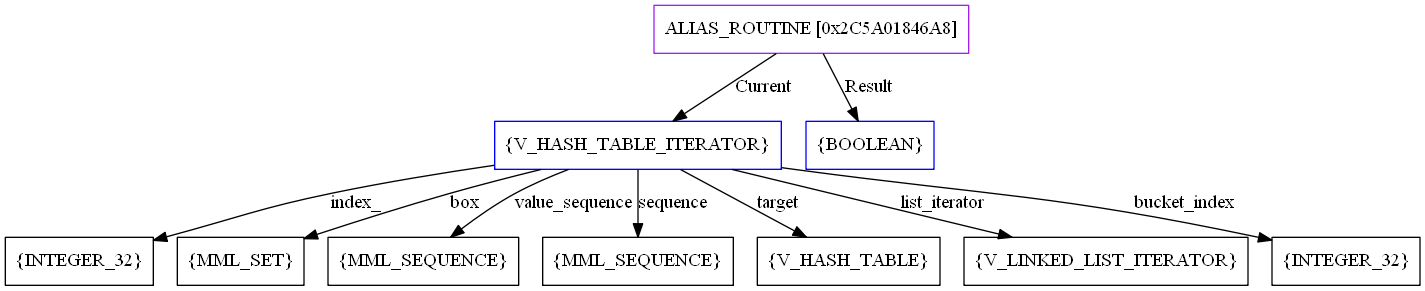 ALIAS_ROUTINE [0x2C5A01846A8]
Current
Result
{V_HASH_TABLE_ITERATOR}
{BOOLEAN}
index_
box
value_sequence
sequence
target
list_iterator
bucket_index
{INTEGER_32}
{MML_SET}
{MML_SEQUENCE}
{MML_SEQUENCE}
{V_HASH_TABLE}
{V_LINKED_LIST_ITERATOR}
{INTEGER_32}